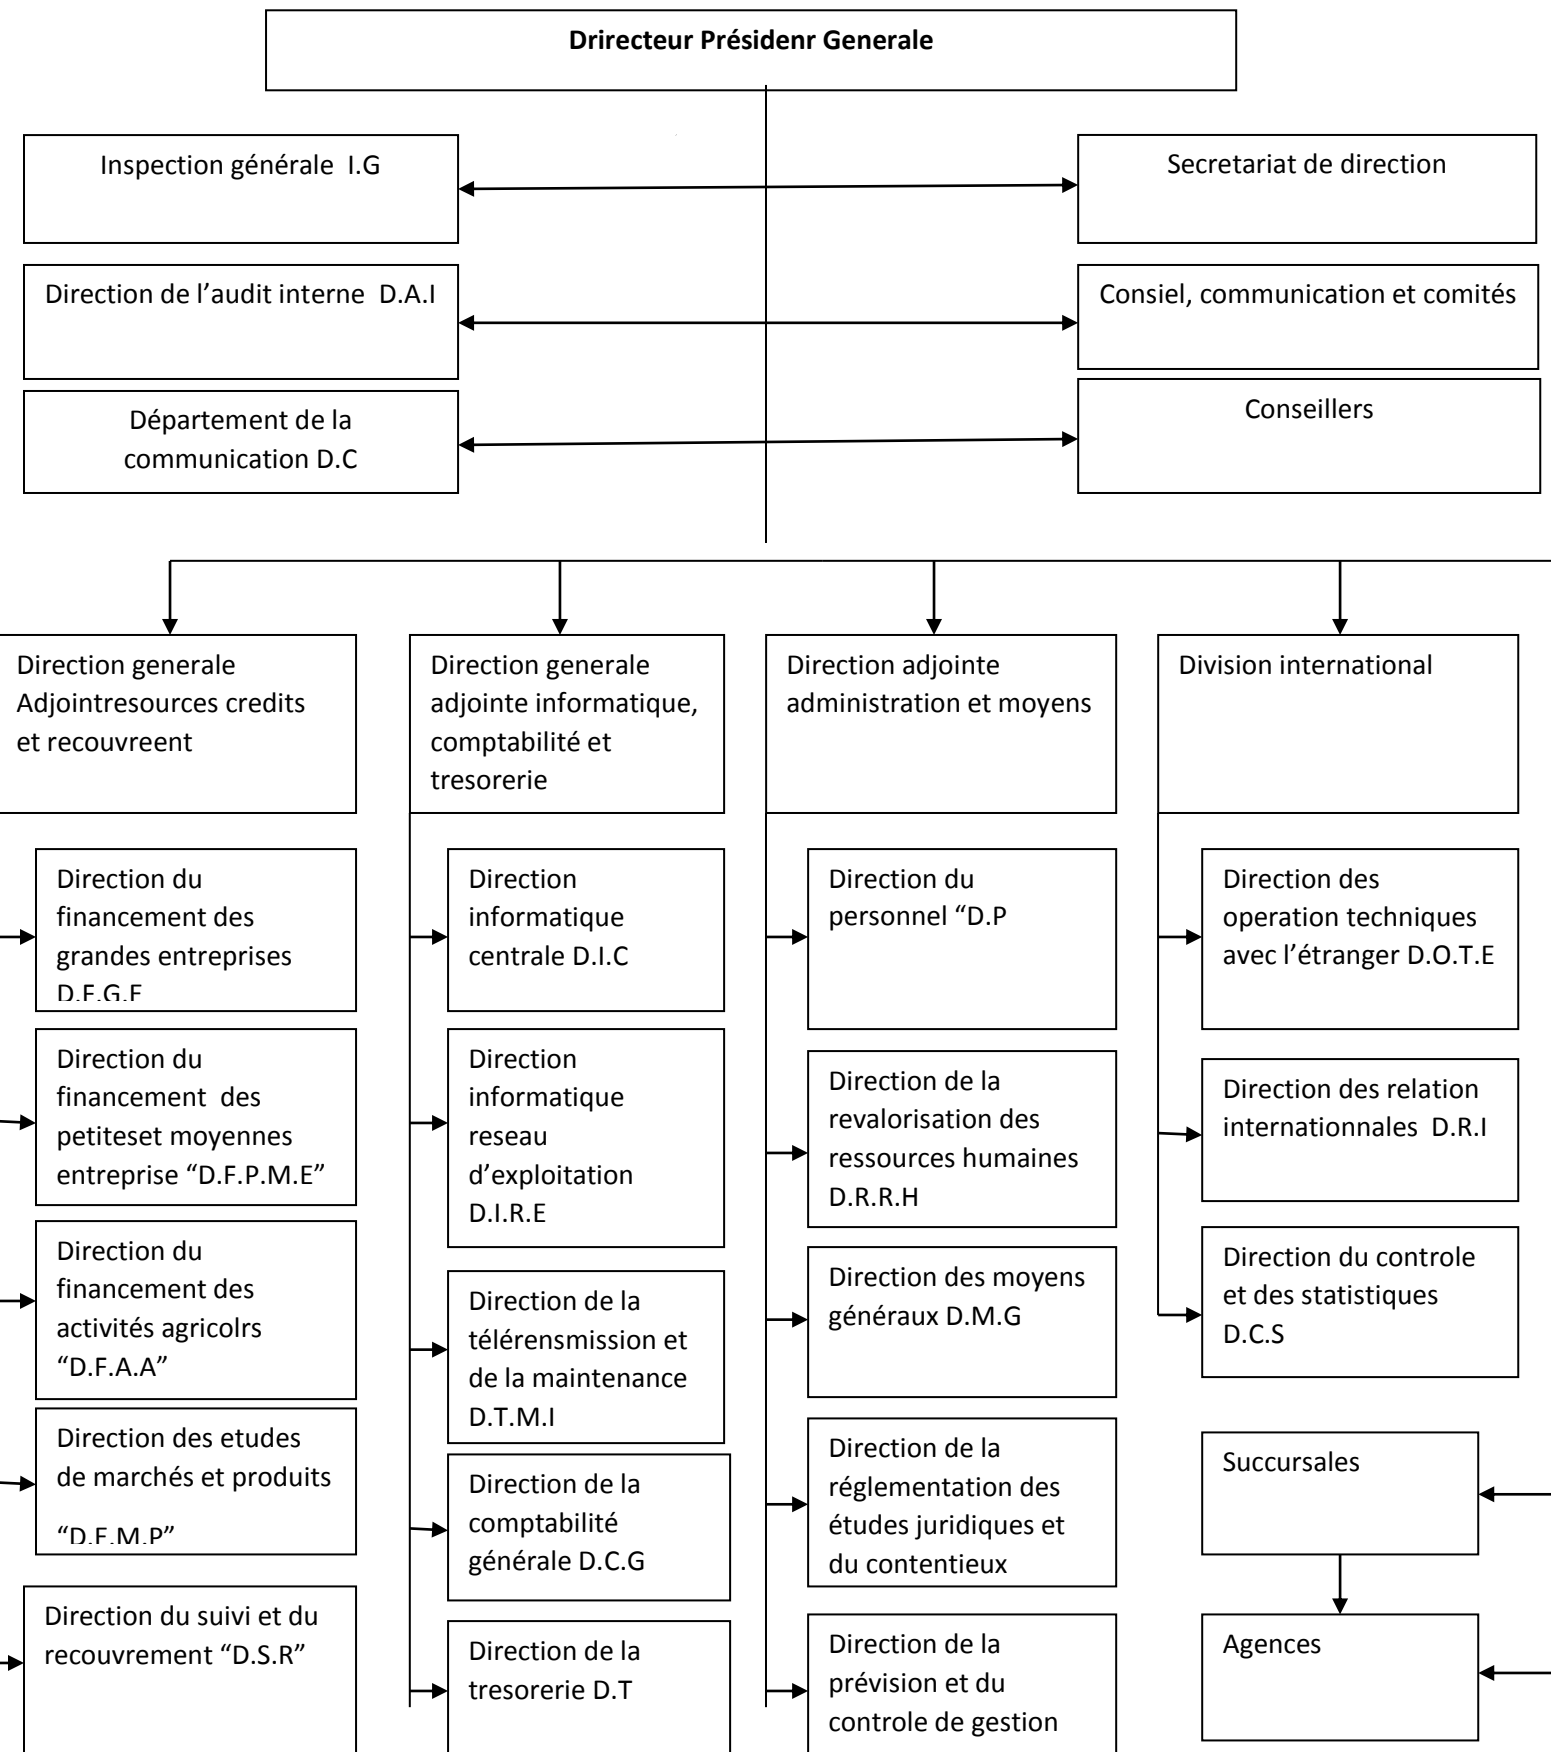 Drirecteur Présidenr Generale
Inspection générale  I.G
Secretariat de direction
Direction de l’audit interne  D.A.I
Consiel, communication et comités
Département de la
communication D.C
Conseillers
Direction generale
Adjointresources credits
et recouvreent
Direction generale
adjointe informatique,
comptabilité et
tresorerie
Direction adjointe
administration et moyens
Division international
Direction du
financement des
grandes entreprises
Direction du
financement  des
petiteset moyennes
entreprise “D.F.P.M.E”
Direction du
financement des
activités agricolrs
“D.F.A.A”
Direction des etudes
de marchés et produits
Direction du suivi et du
recouvrement “D.S.R”
Direction
informatique
centrale D.I.C
Direction
informatique
reseau
d’exploitation
D.I.R.E
Direction de la
télérensmission et
de la maintenance
D.T.M.I
Direction de la
comptabilité
générale D.C.G
Direction de la
tresorerie D.T
Direction du
personnel “D.P
Direction de la
revalorisation des
ressources humaines
D.R.R.H
Direction des moyens
généraux D.M.G
Direction de la
réglementation des
études juridiques et
du contentieux
Direction de la
prévision et du
controle de gestion
Direction des
operation techniques
avec l’étranger D.O.T.E
Direction des relation
internationnales  D.R.I
Direction du controle
et des statistiques
D.C.S
Succursales
Agences